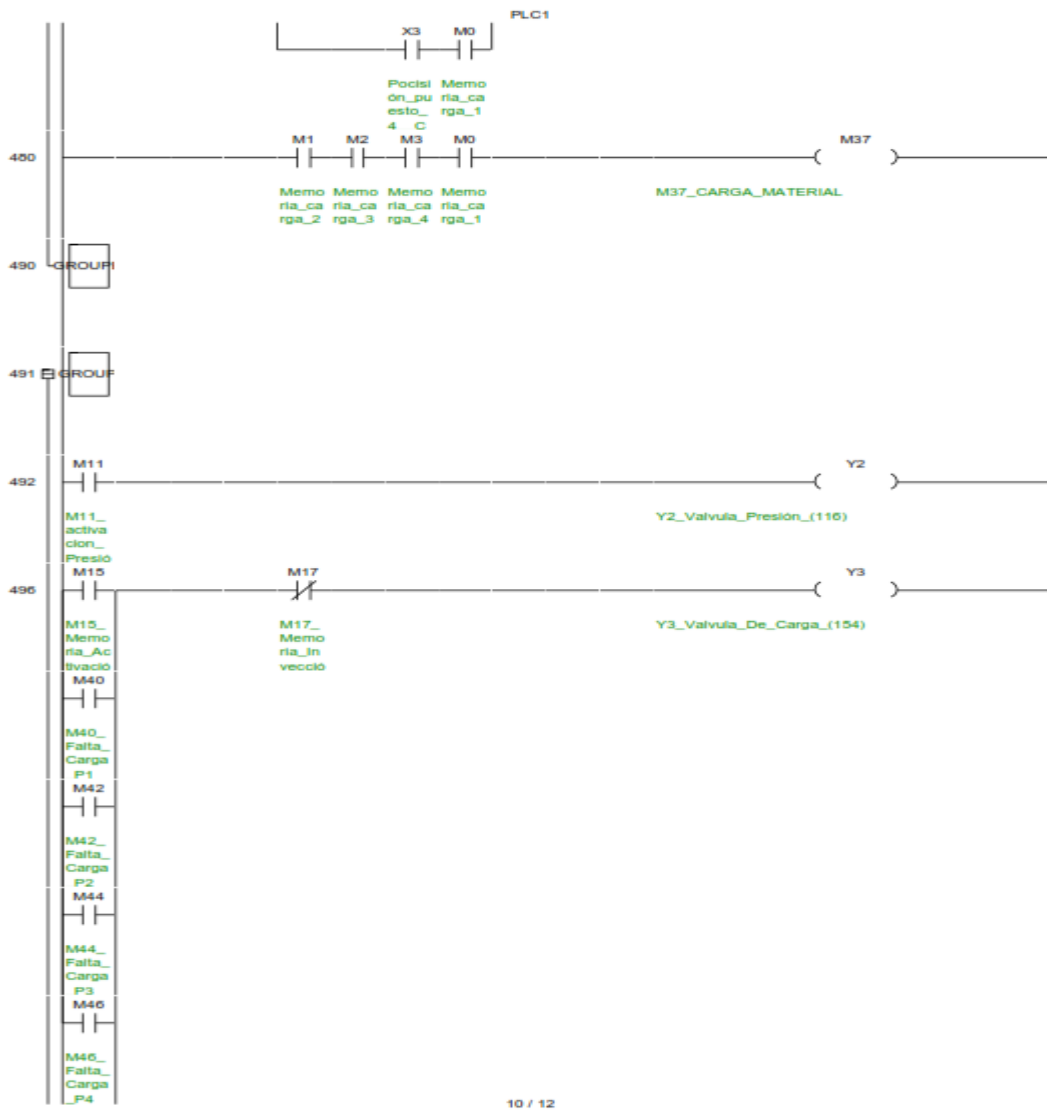 PLC1
X3 M0
Pocisi Memo
ón_pu ria_ca
esto_ rga_1
4_C
480 M1 M2 M3 M0 M37
Memo Memo Memo Memo M37_CARGA_MATERIAL
ria_ca ria_ca ria_ca ria_ca
rga_2 rga_3 rga_4 rga_1
490 GROUP
491 GROUP
M11 Y2
492
M11_ Y2_Valvula_Presión_(116)
activa
cion_
Presió
M15 M17 Y3
496
M15_ M17_ Y3_Valvula_De_Carga_(154)
Memo Memo
ria_Ac ria_In
tivació vecció
M40
M40_
Falta_
Carga
P1
M42
M42_
Falta_
Carga
P2
M44
M44_
Falta_
Carga
P3
M46
M46_
Falta_
Carga
_P4
10 / 12